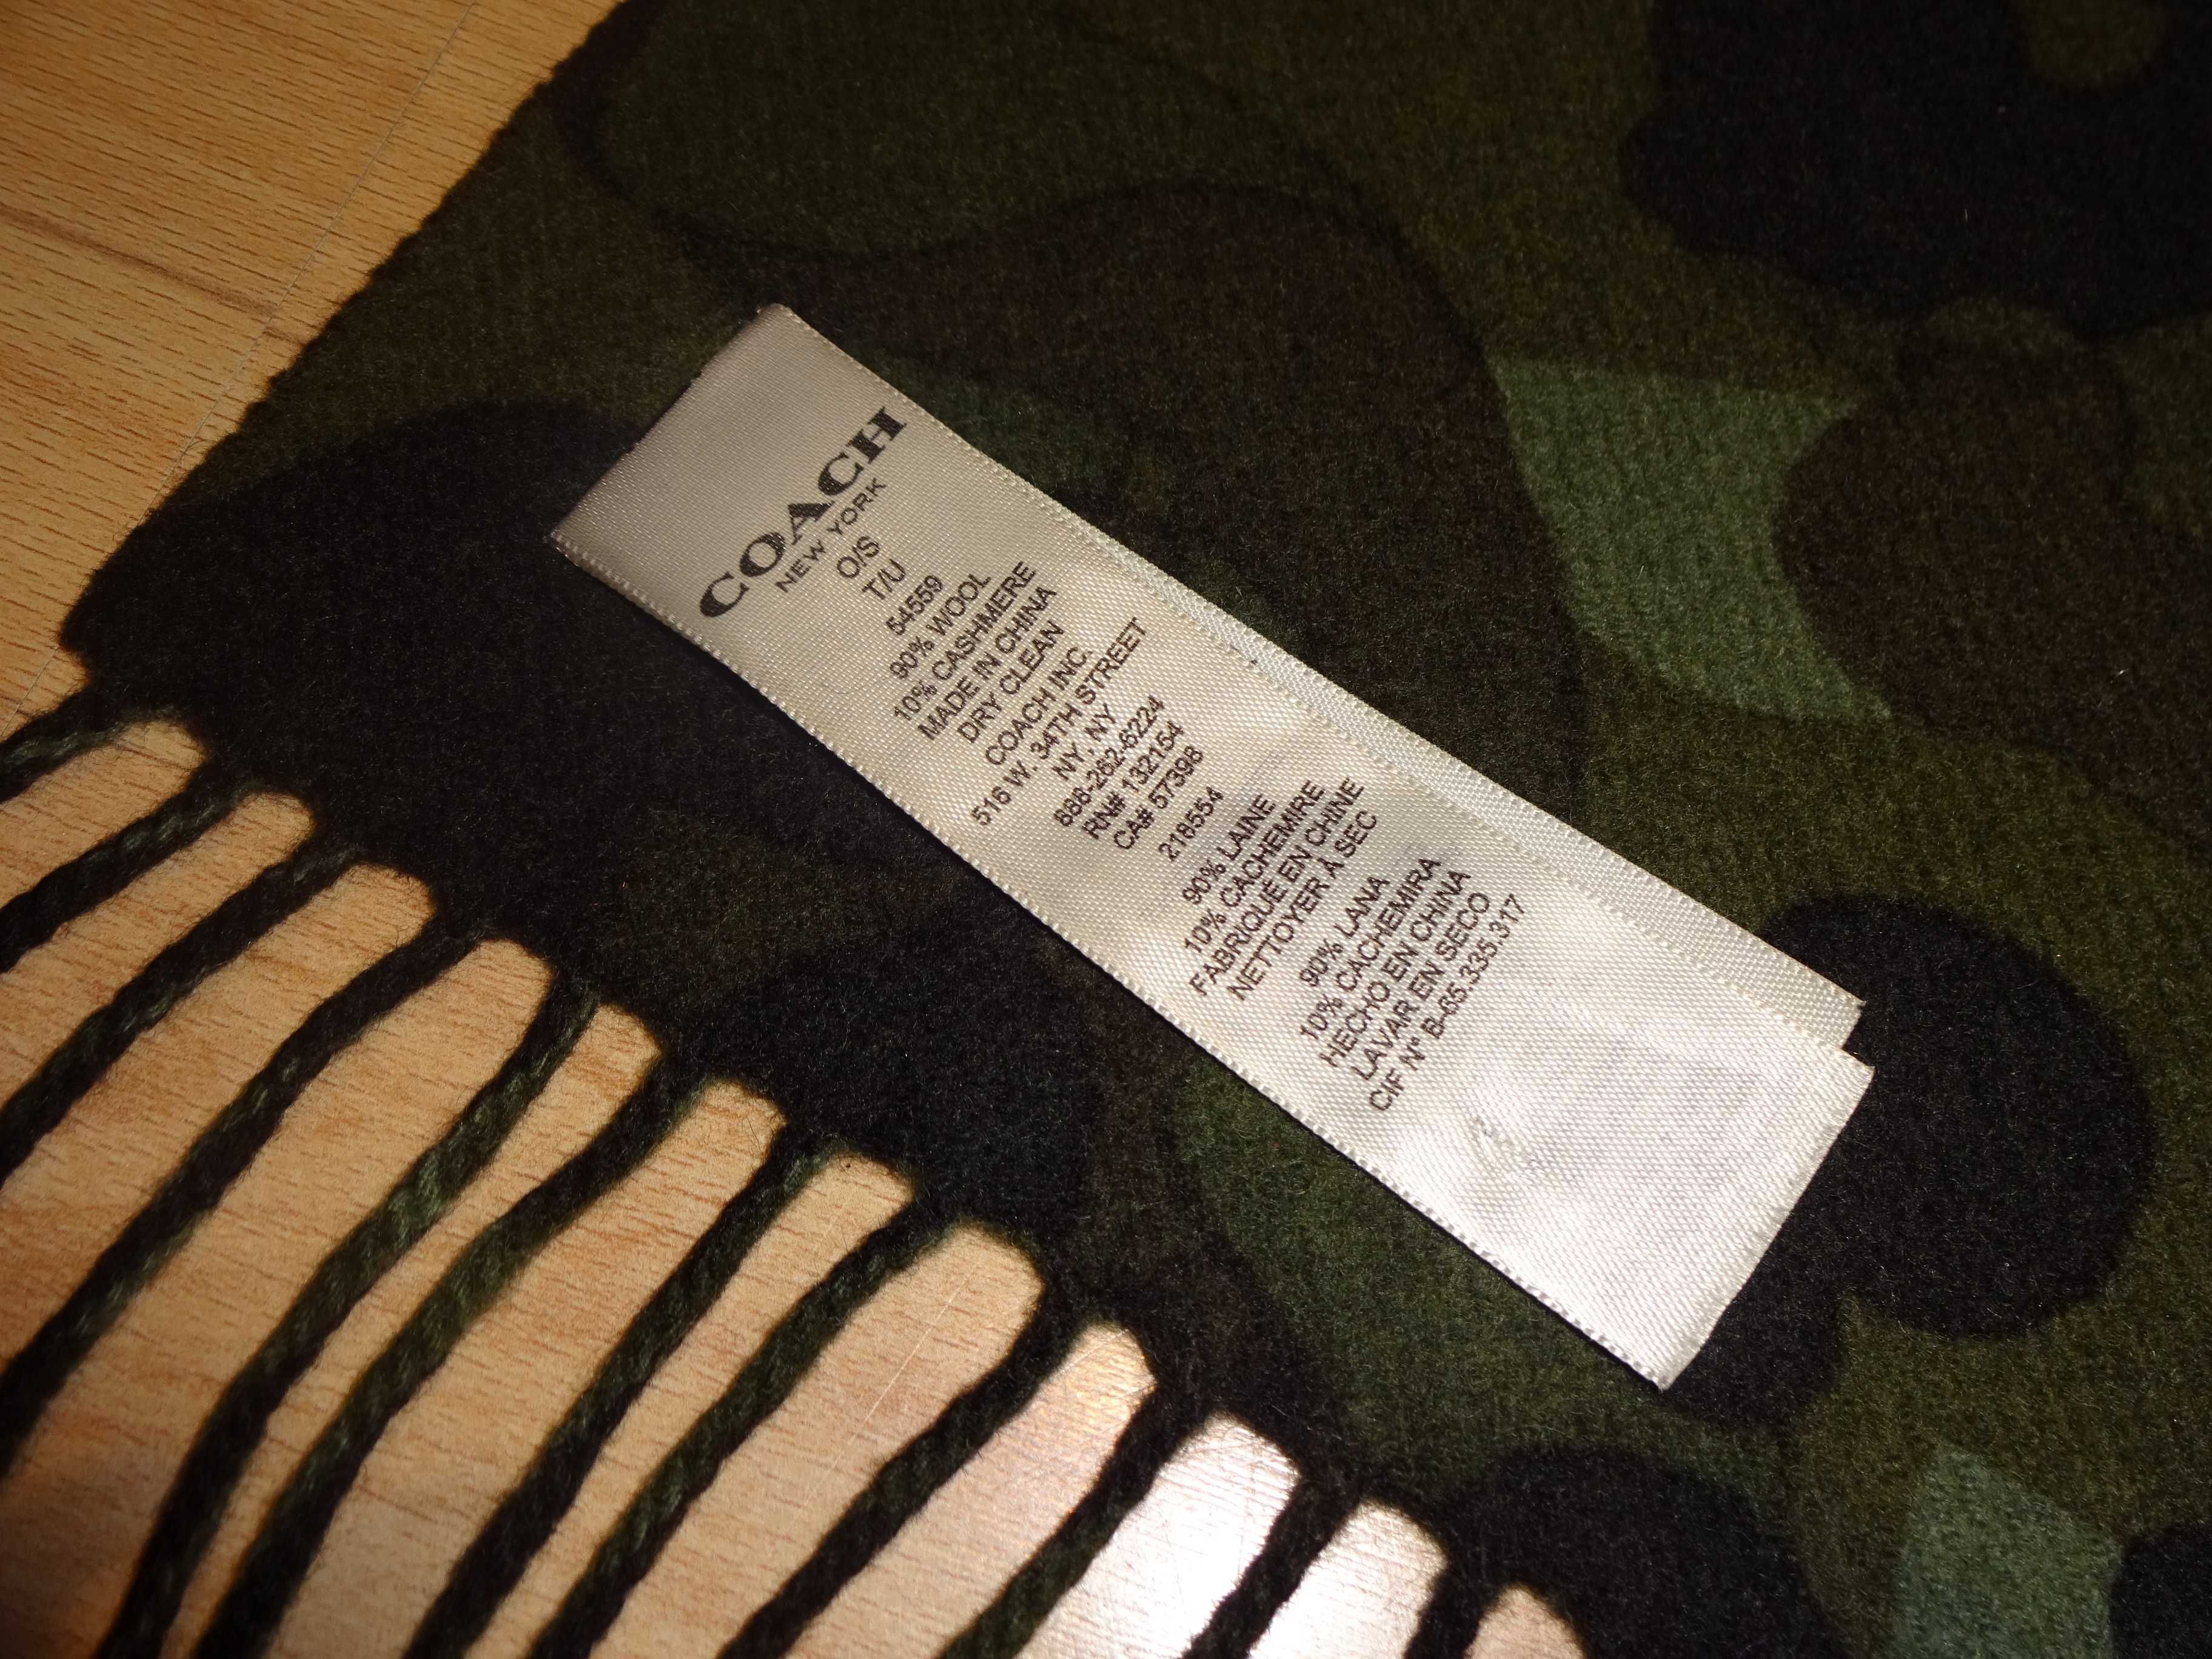 COACH
NEW YORK
O/S
T/U
54559
90% WOOL
10% CASHMERE
MADE IN CHINA
DRY CLEAN
COACH INC.
516 W. 34TH STREET
NY, NY
888-262-6224
RN# 132154
CA# 57398
218554
90% LAINE
10% CACHEMIRE
FABRIQUÉ EN CHINE
NETTOYER À SEC
90% LANA
10% CACHEMIRA
HECHO EN CHINA
LAVAR EN SECO
CIF N° B-65.335.317